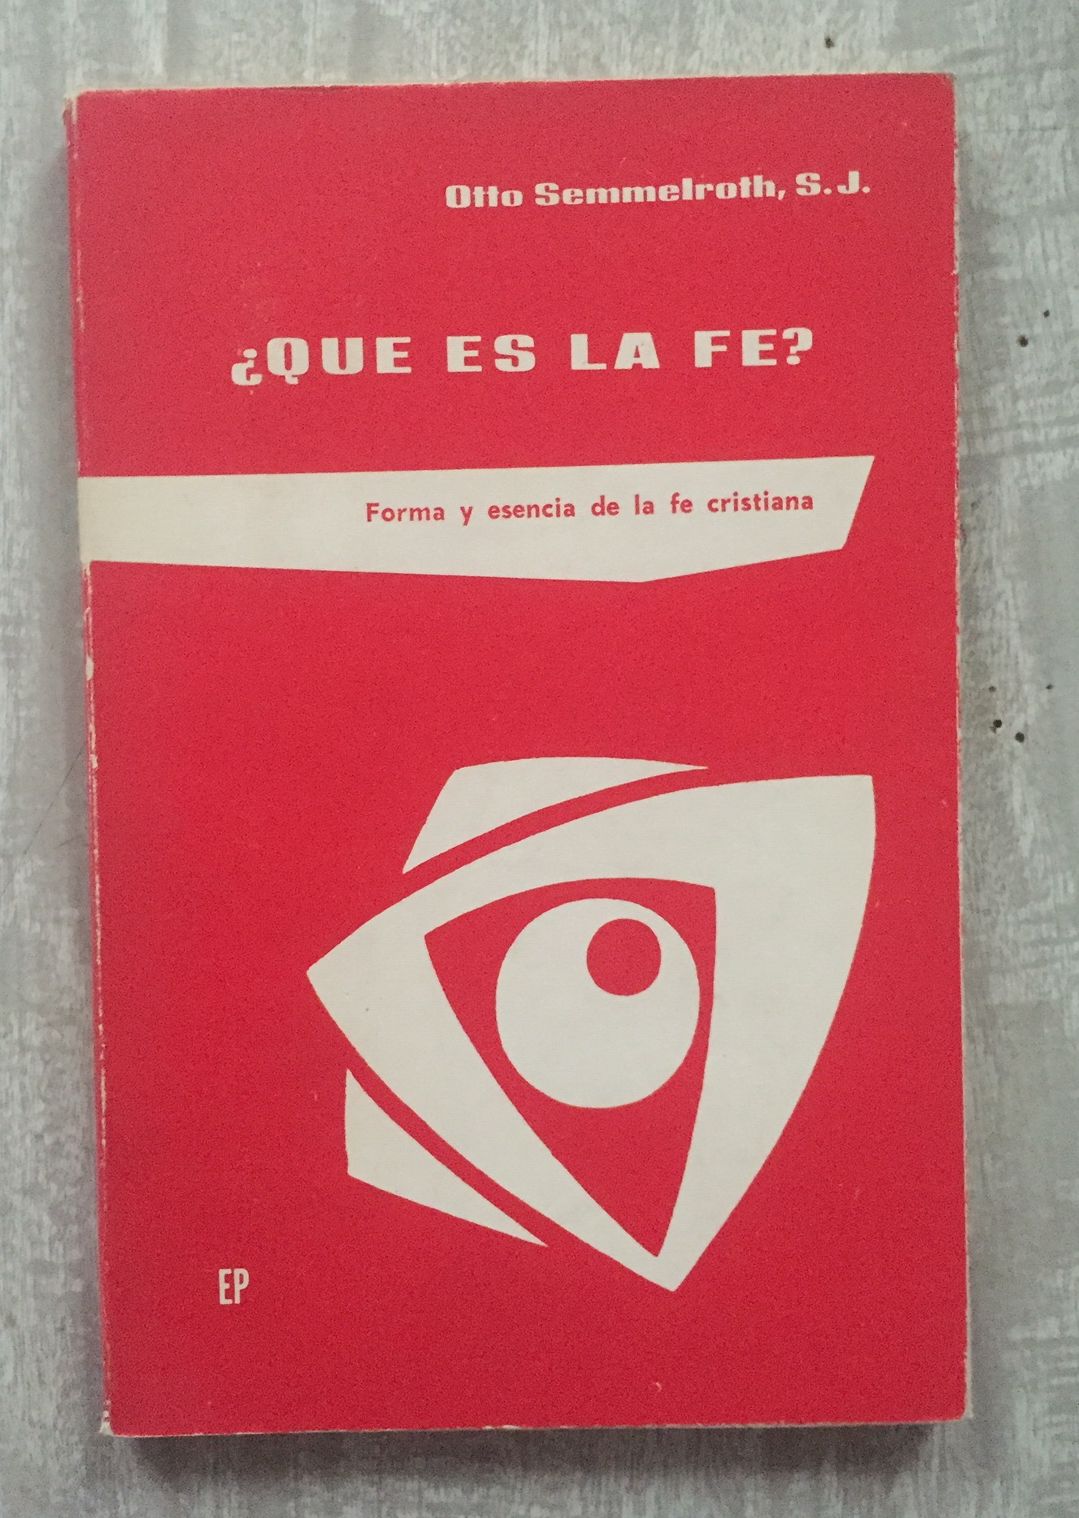 Otto Semmelroth, S.J.
¿QUE ES LA FE?
Forma y esencia de la fe cristiana
EP